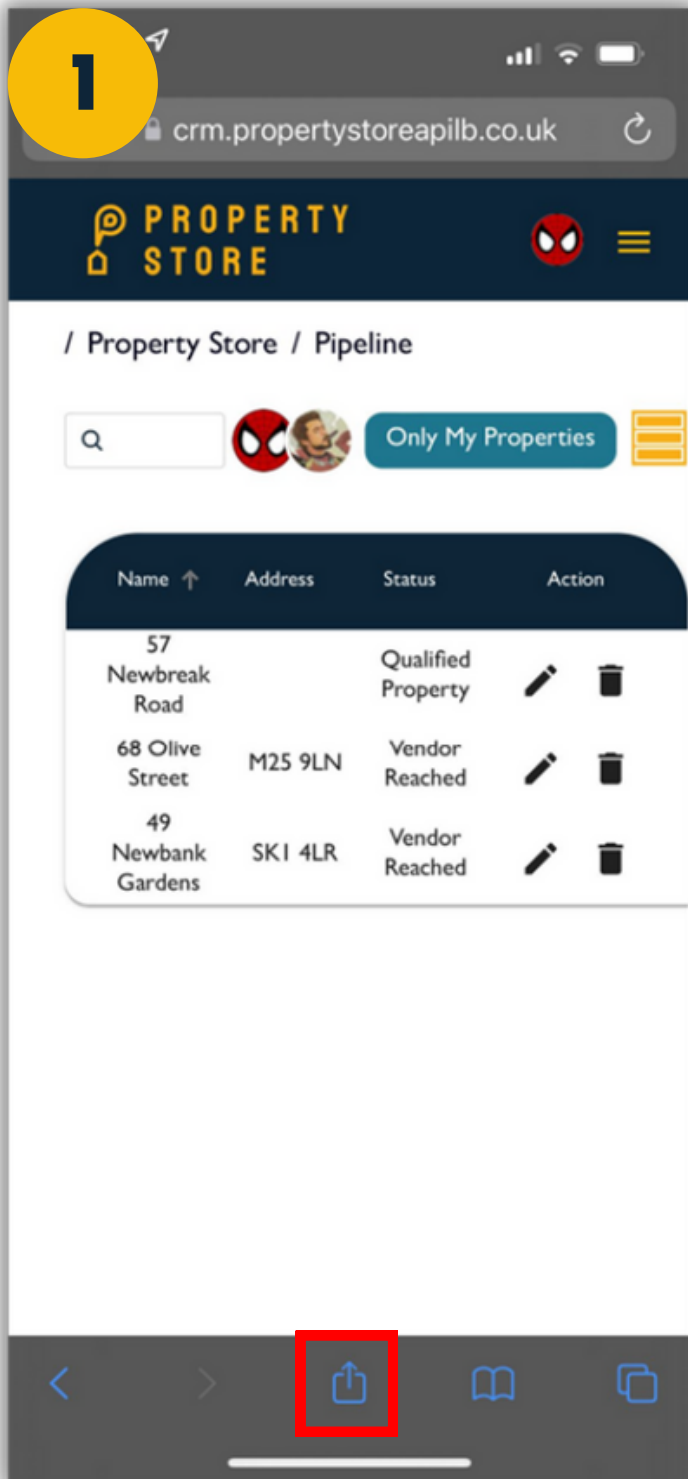 1
crm.propertystoreapilb.co.uk
PROPERTY
STORE
/ Property Store / Pipeline
Only My Properties
Name Address Status Action
57
Newbreak
Road
Qualified
Property
68 Olive
Street
M25 9LN
Vendor
Reached
49
Newbank
Gardens
SK1 4LR
Vendor
Reached